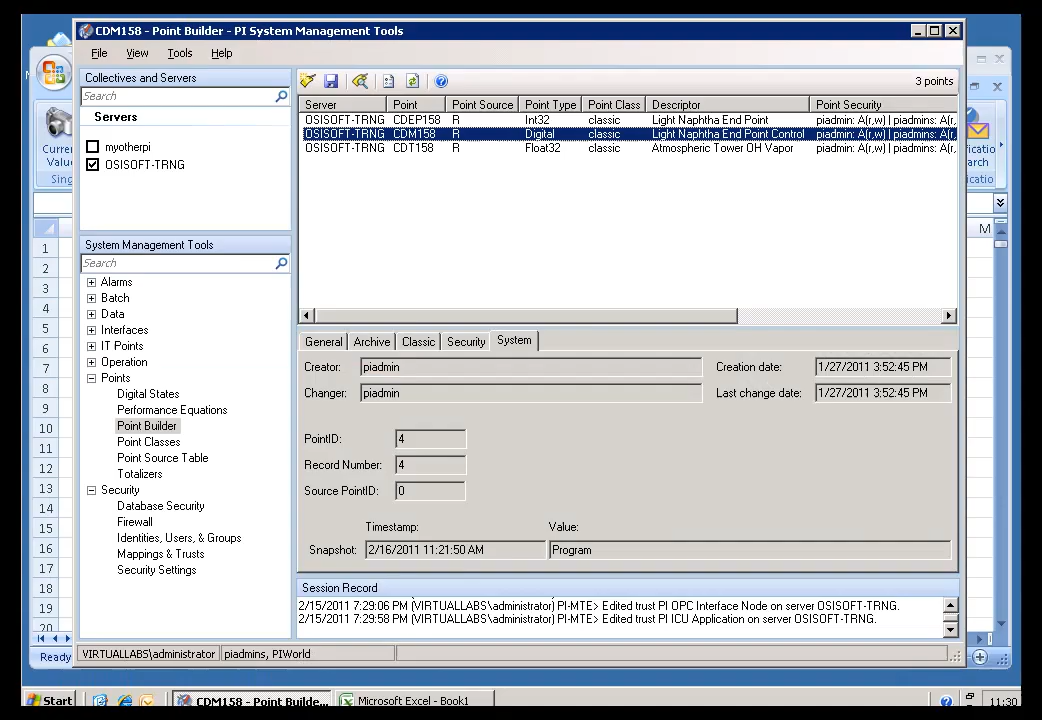 CDM158 - Point Builder - PI System Management Tools
File View Tools Help
Collectives and Servers
Search
Servers
myotherpi
OSISOFT-TRNG
System Management Tools
Search
Alarms
Batch
Data
Interfaces
IT Points
Operation
Points
Digital States
Performance Equations
Point Builder
Point Classes
Point Source Table
Totalizers
Security
Database Security
Firewall
Identities, Users, & Groups
Mappings & Trusts
Security Settings
3 points
Server Point Point Source Point Type Point Class Descriptor Point Security
OSISOFT-TRNG CDEP158 R Int32 classic Light Naphtha End Point piadmin: A(r,w) | piadmins: A(r,
OSISOFT-TRNG CDM158 R Digital classic Light Naphtha End Point Control piadmin: A(r,w) | piadmins: A(r,
OSISOFT-TRNG CDT158 R Float32 classic Atmospheric Tower OH Vapor piadmin: A(r,w) | piadmins: A(r,
General Archive Classic Security System
Creator: piadmin Creation date: 1/27/2011 3:52:45 PM
Changer: piadmin Last change date: 1/27/2011 3:52:45 PM
PointID: 4
Record Number: 4
Source PointID: 0
Timestamp: Value:
Snapshot: 2/16/2011 11:21:50 AM Program
Session Record
2/15/2011 7:29:06 PM (VIRTUALLABS\administrator) PI-MTE> Edited trust PI OPC Interface Node on server OSISOFT-TRNG.
2/15/2011 7:29:58 PM (VIRTUALLABS\administrator) PI-MTE> Edited trust PI ICU Application on server OSISOFT-TRNG.
VIRTUALLABS\administrator piadmins, PIWorld
Curre
Valu
Sing
ficatio
arch
icatio
M
1
2
3
4
5
6
7
8
9
10
11
12
13
14
15
16
17
18
19
20
Ready
Start CDM158 - Point Builde... Microsoft Excel - Book1 11:30